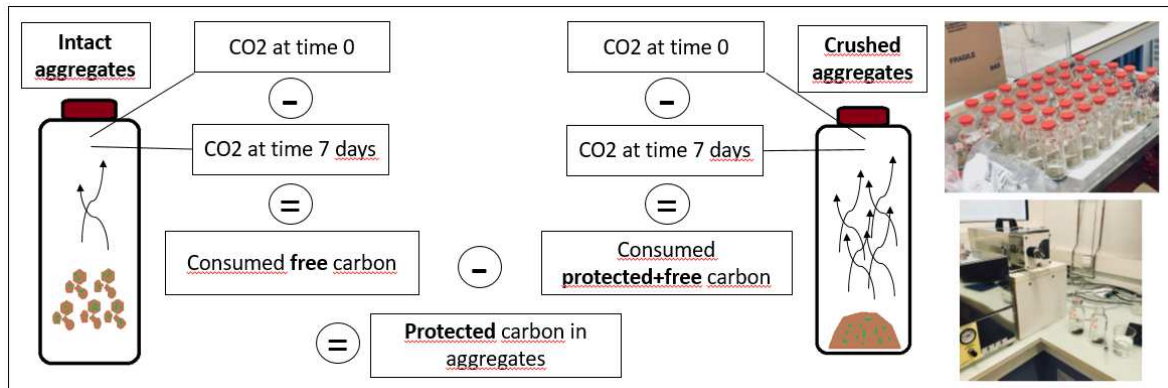 Intact
aggregates
CO2 at time 0
-
CO2 at time 7 days
=
Consumed free carbon
-
CO2 at time 0
-
CO2 at time 7 days
=
Consumed
protected+free carbon
Crushed
aggregates
=
Protected carbon in
aggregates
FRAGILE